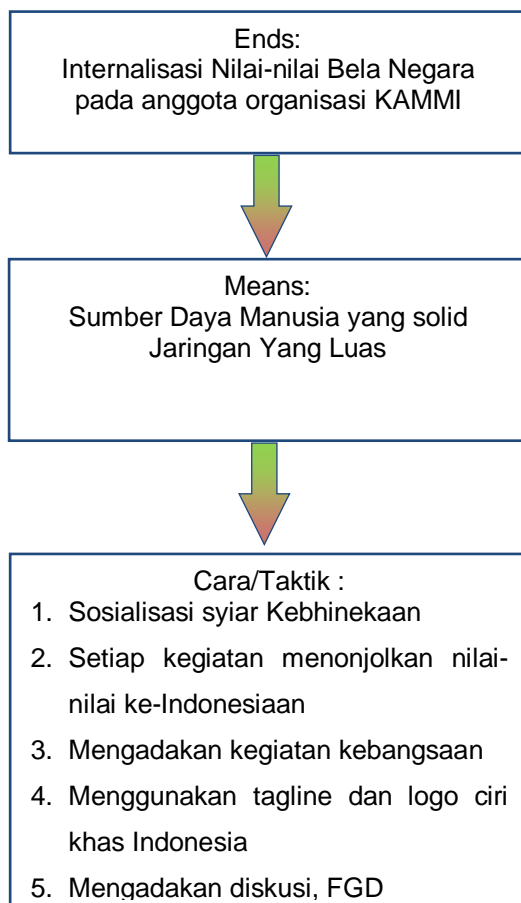 Ends:
Internalisasi Nilai-nilai Bela Negara
pada anggota organisasi KAMMI
Means:
Sumber Daya Manusia yang solid
Jaringan Yang Luas
Cara/Taktik :
1. Sosialisasi syiar Kebhinekaan
2. Setiap kegiatan menonjolkan nilai-
nilai ke-Indonesiaan
3. Mengadakan kegiatan kebangsaan
4. Menggunakan tagline dan logo ciri
khas Indonesia
5. Mengadakan diskusi, FGD